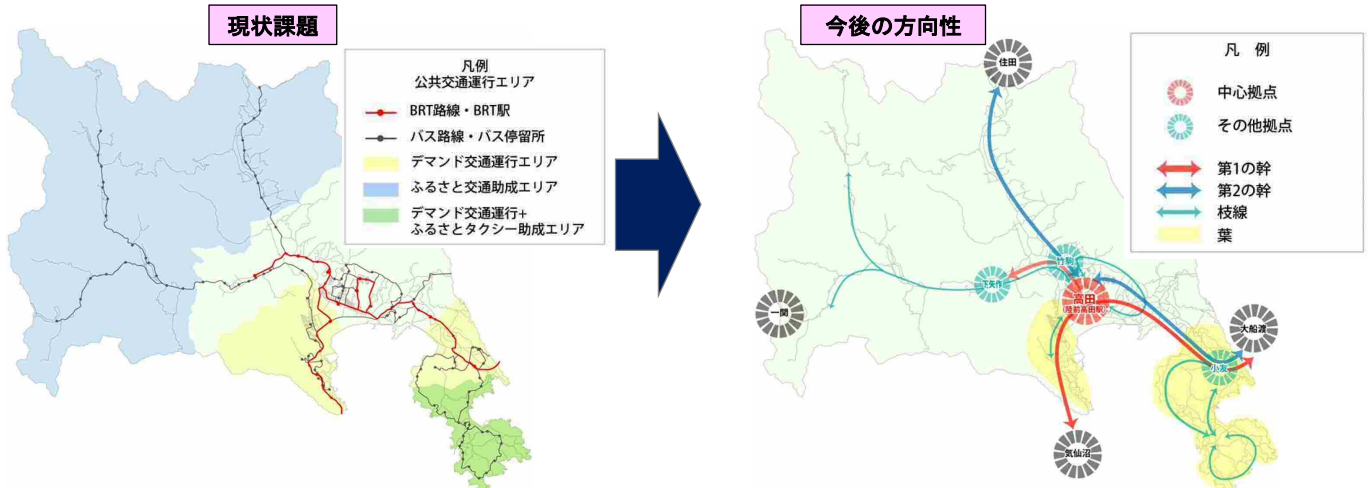 現状課題
凡例
公共交通運行エリア
BRT路線・BRT駅
バス路線・バス停留所
デマンド交通運行エリア
ふるさと交通助成エリア
デマンド交通運行+
ふるさとタクシー助成エリア
今後の方向性
凡 例
中心拠点
その他拠点
第1の幹
第2の幹
枝線
葉
住田
竹駒
下矢作
高田
(陸前高田駅)
一関
大船渡
小友
気仙沼